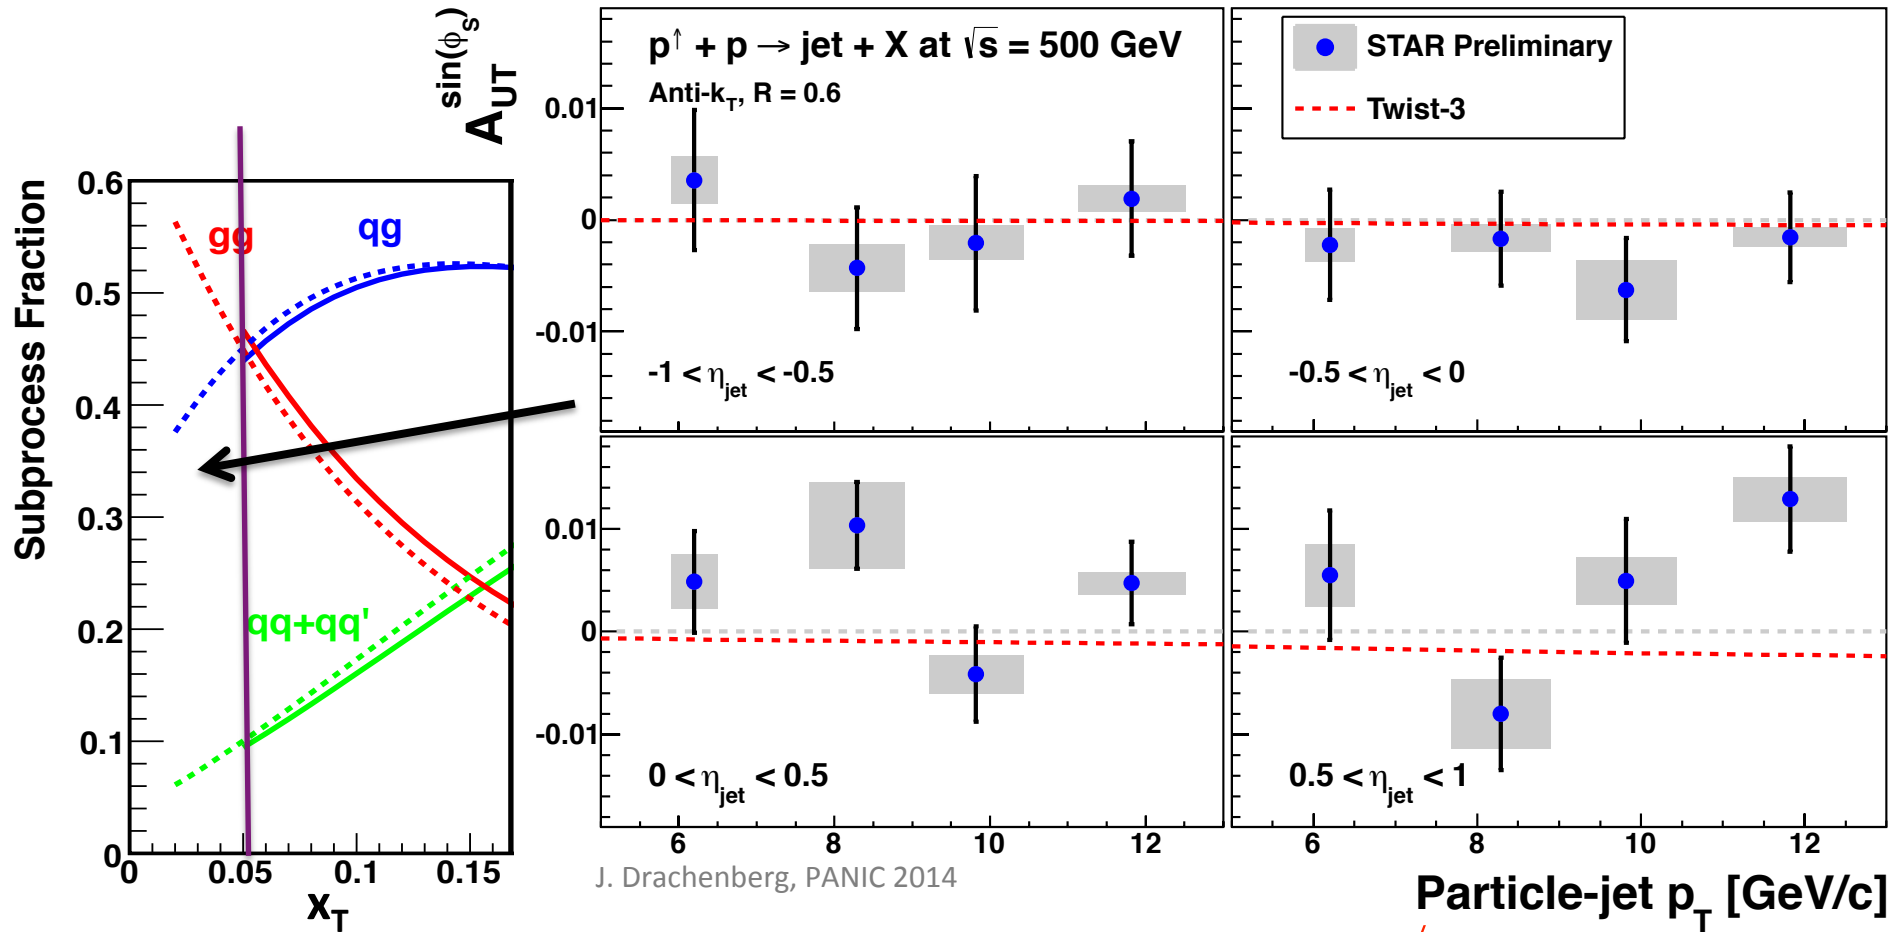 Subprocess Fraction
0.6
0.5
0.4
0.3
0.2
0.1
0
gg
qg
qq+qq'
0 0.05 0.1 0.15
x_T
A_UT^sin(ϕ_S)
p↑ + p → jet + X at √s = 500 GeV
Anti-k_T, R = 0.6
0.01
0
-0.01
-1 < η_jet < -0.5
STAR Preliminary
Twist-3
-0.5 < η_jet < 0
0.01
0
-0.01
0 < η_jet < 0.5
0.5 < η_jet < 1
6 8 10 12
6 8 10 12
J. Drachenberg, PANIC 2014
Particle-jet p_T [GeV/c]